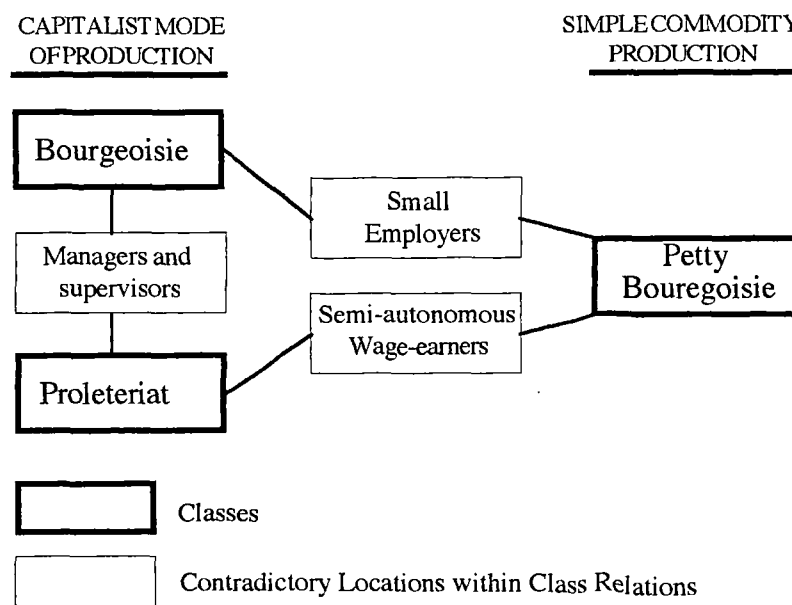 CAPITALIST MODE
OF PRODUCTION
SIMPLE COMMODITY
PRODUCTION
Bourgeoisie
Small
Employers
Managers and
supervisors
Petty
Bouregoisie
Semi-autonomous
Wage-earners
Proleteriat
Classes
Contradictory Locations within Class Relations